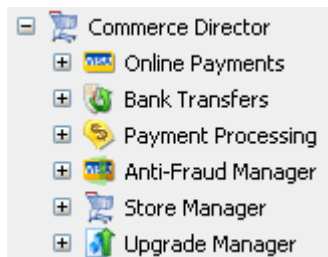 Commerce Director
Online Payments
Bank Transfers
Payment Processing
Anti-Fraud Manager
Store Manager
Upgrade Manager